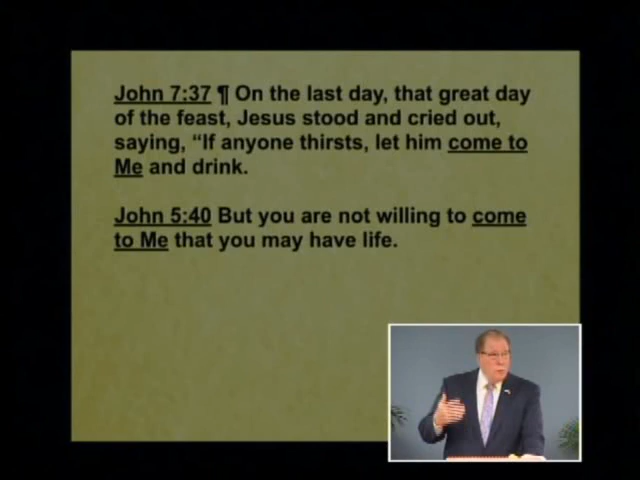 John 7:37 ¶ On the last day, that great day
of the feast, Jesus stood and cried out,
saying, “If anyone thirsts, let him come to
Me and drink.
John 5:40 But you are not willing to come
to Me that you may have life.